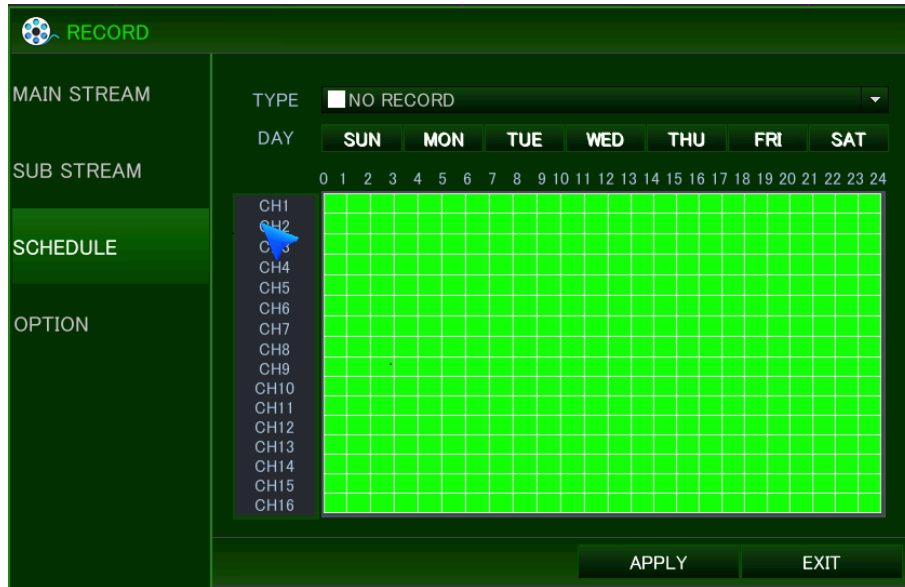 RECORD
MAIN STREAM
SUB STREAM
SCHEDULE
OPTION
TYPE NO RECORD
DAY SUN MON TUE WED THU FRI SAT
0 1 2 3 4 5 6 7 8 9 10 11 12 13 14 15 16 17 18 19 20 21 22 23 24
CH1
CH2
CH4
CH5
CH6
CH7
CH8
CH9
CH10
CH11
CH12
CH13
CH14
CH15
CH16
APPLY EXIT